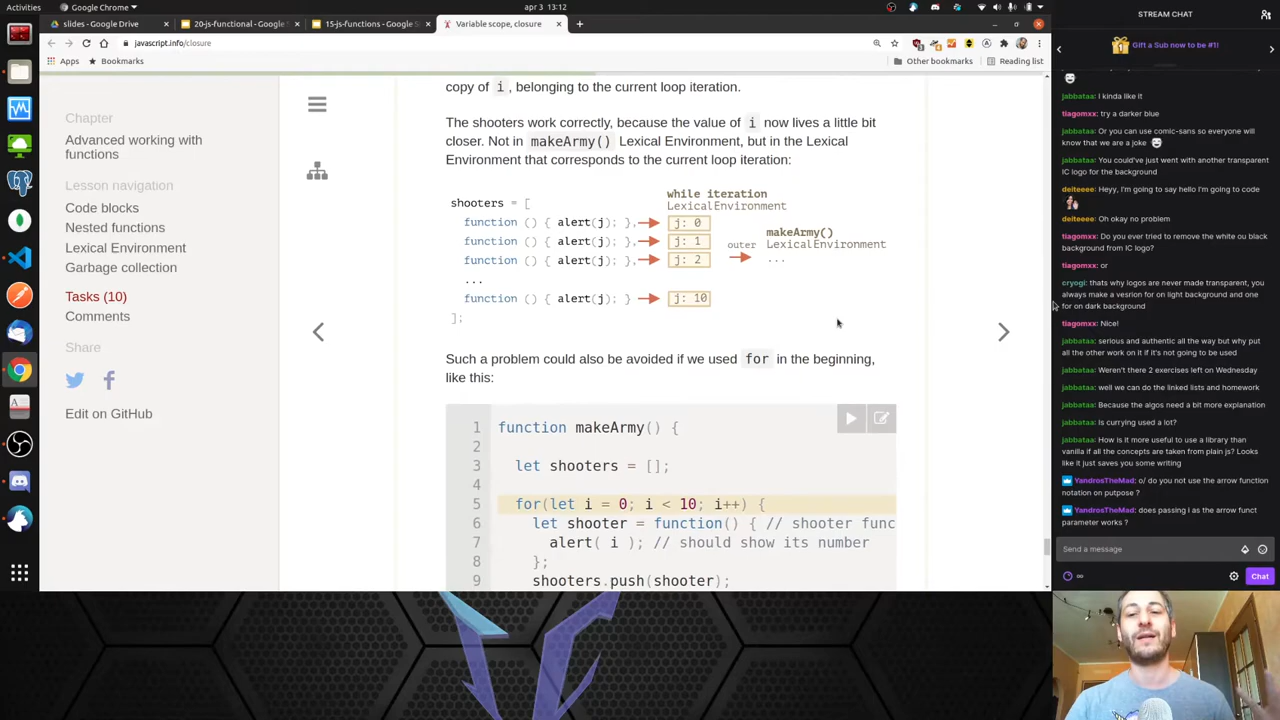 Activities
Google Chrome
apr 3 13:12
slides - Google Drive
20-js-functional - Google S
15-js-functions - Google S
Variable scope, closure
javascript.info/closure
Apps
Bookmarks
Other bookmarks
Reading list
Chapter
Advanced working with
functions
Lesson navigation
Code blocks
Nested functions
Lexical Environment
Garbage collection
Tasks (10)
Comments
Share
Edit on GitHub
copy of i, belonging to the current loop iteration.
The shooters work correctly, because the value of i now lives a little bit
closer. Not in makeArmy() Lexical Environment, but in the Lexical
Environment that corresponds to the current loop iteration:
while iteration
LexicalEnvironment
shooters = [
function () { alert(j); }, j: 0
function () { alert(j); }, j: 1
function () { alert(j); }, j: 2
...
function () { alert(j); } j: 10
];
makeArmy()
outer LexicalEnvironment
...
Such a problem could also be avoided if we used for in the beginning,
like this:
1 function makeArmy() {
2
3 let shooters = [];
4
5 for(let i = 0; i < 10; i++) {
6 let shooter = function() { // shooter func
7 alert( i ); // should show its number
8 };
9 shooters.push(shooter);
STREAM CHAT
Gift a Sub now to be #1!
jabbataa: I kinda like it
tiagomxx: try a darker blue
jabbataa: Or you can use comic-sans so everyone will
know that we are a joke
jabbataa: You could've just went with another transparent
IC logo for the background
deiteeee: Heyy, I'm going to say hello I'm going to code
deiteeee: Oh okay no problem
tiagomxx: Do you ever tried to remove the white ou black
background from IC logo?
tiagomxx: or
cryogi: thats why logos are never made transparent, you
always make a vesrion for on light background and one
for on dark background
tiagomxx: Nice!
jabbataa: serious and authentic all the way but why put
all the other work on it if it's not going to be used
jabbataa: Weren't there 2 exercises left on Wednesday
jabbataa: well we can do the linked lists and homework
jabbataa: Because the algos need a bit more explanation
jabbataa: Is currying used a lot?
jabbataa: How is it more useful to use a library than
vanilla if all the concepts are taken from plain js? Looks
like it just saves you some writing
YandrosTheMad: o/ do you not use the arrow function
notation on putpose ?
YandrosTheMad: does passing i as the arrow funct
parameter works ?
Send a message
∞
Chat